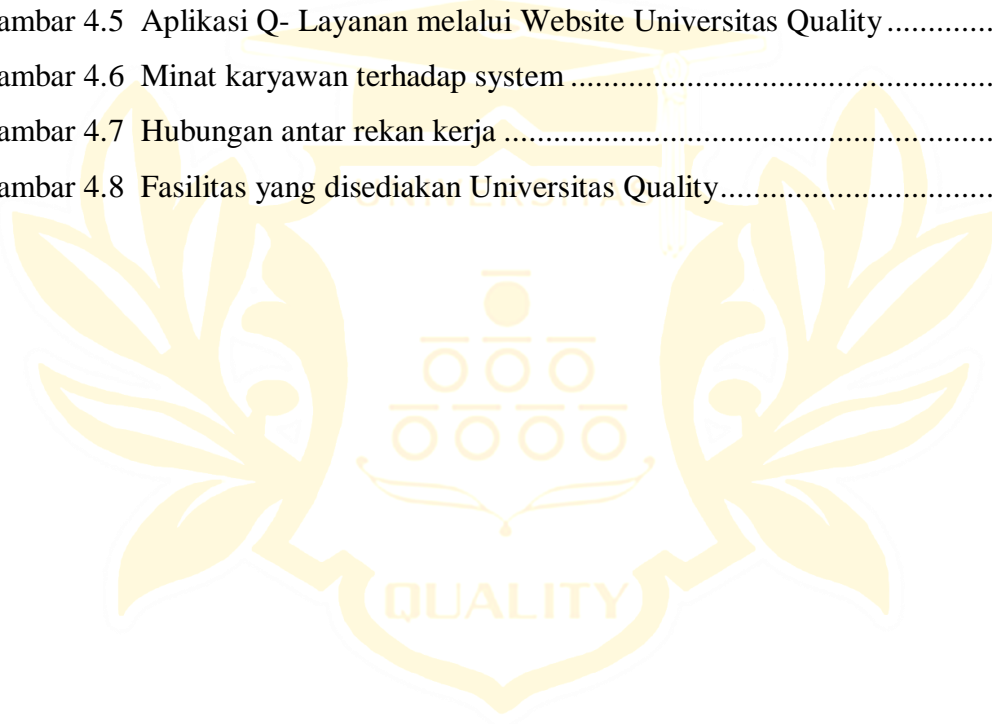 ambar 4.5 Aplikasi Q- Layanan melalui Website Universitas Quality.............
ambar 4.6 Minat karyawan terhadap system....................................................
ambar 4.7 Hubungan antar rekan kerja............................................................
ambar 4.8 Fasilitas yang disediakan Universitas Quality.................................
UNIVERSITAS
QUALITY